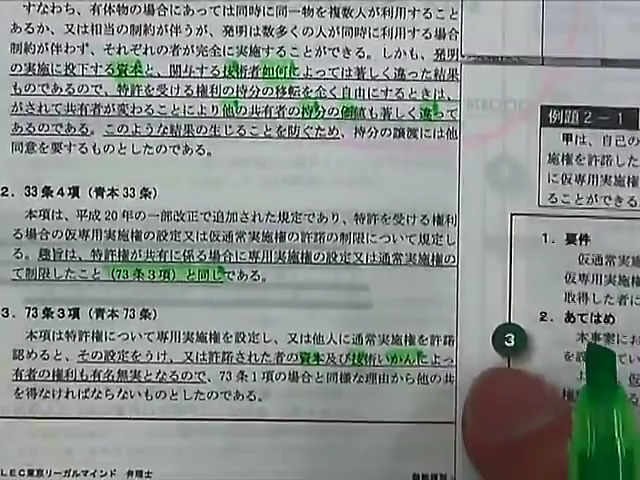 すなわち、有体物の場合にあっては同時に同一物を複数人が利用すること
あるか、又は相当の制約が伴うが、発明は数多くの人が同時に利用する場合
制約が伴わず、それぞれの者が完全に実施することができる。しかも、発明
の実施に投下する資本と、関与する技術者如何によっては著しく違った結果
ものであるので、特許を受ける権利の持分の移転を全く自由にするときは、
がされて共有者が変わることにより他の共有者の持分の価値も著しく違って
あるのである。このような結果の生じることを防ぐため、持分の譲渡には他
同意を要するものとしたのである。
2. 33条4項(青本33条)
本項は、平成20年の一部改正で追加された規定であり、特許を受ける権利
る場合の仮専用実施権の設定又は仮通常実施権の許諾の制限について規定し
る。趣旨は、特許権が共有に係る場合に専用実施権の設定又は通常実施権の
て制限したこと(73条3項)と同じである。
3. 73条3項(青本73条)
本項は特許権について専用実施権を設定し、又は他人に通常実施権を許諾
認めると、その設定をうけ、又は許諾された者の資本及び技術いかんによっ
有者の権利も有名無実となるので、73条1項の場合と同様な理由から他の共
を得なければならないものとしたのである。
LEC東京リーガルマインド 弁理士
例題2-1
甲は、自己の
施権を許諾した
に仮専用実施権
ることができる
1. 要件
仮通常実施
仮専用実施権
取得した者に
2. あてはめ
本事案にお
3